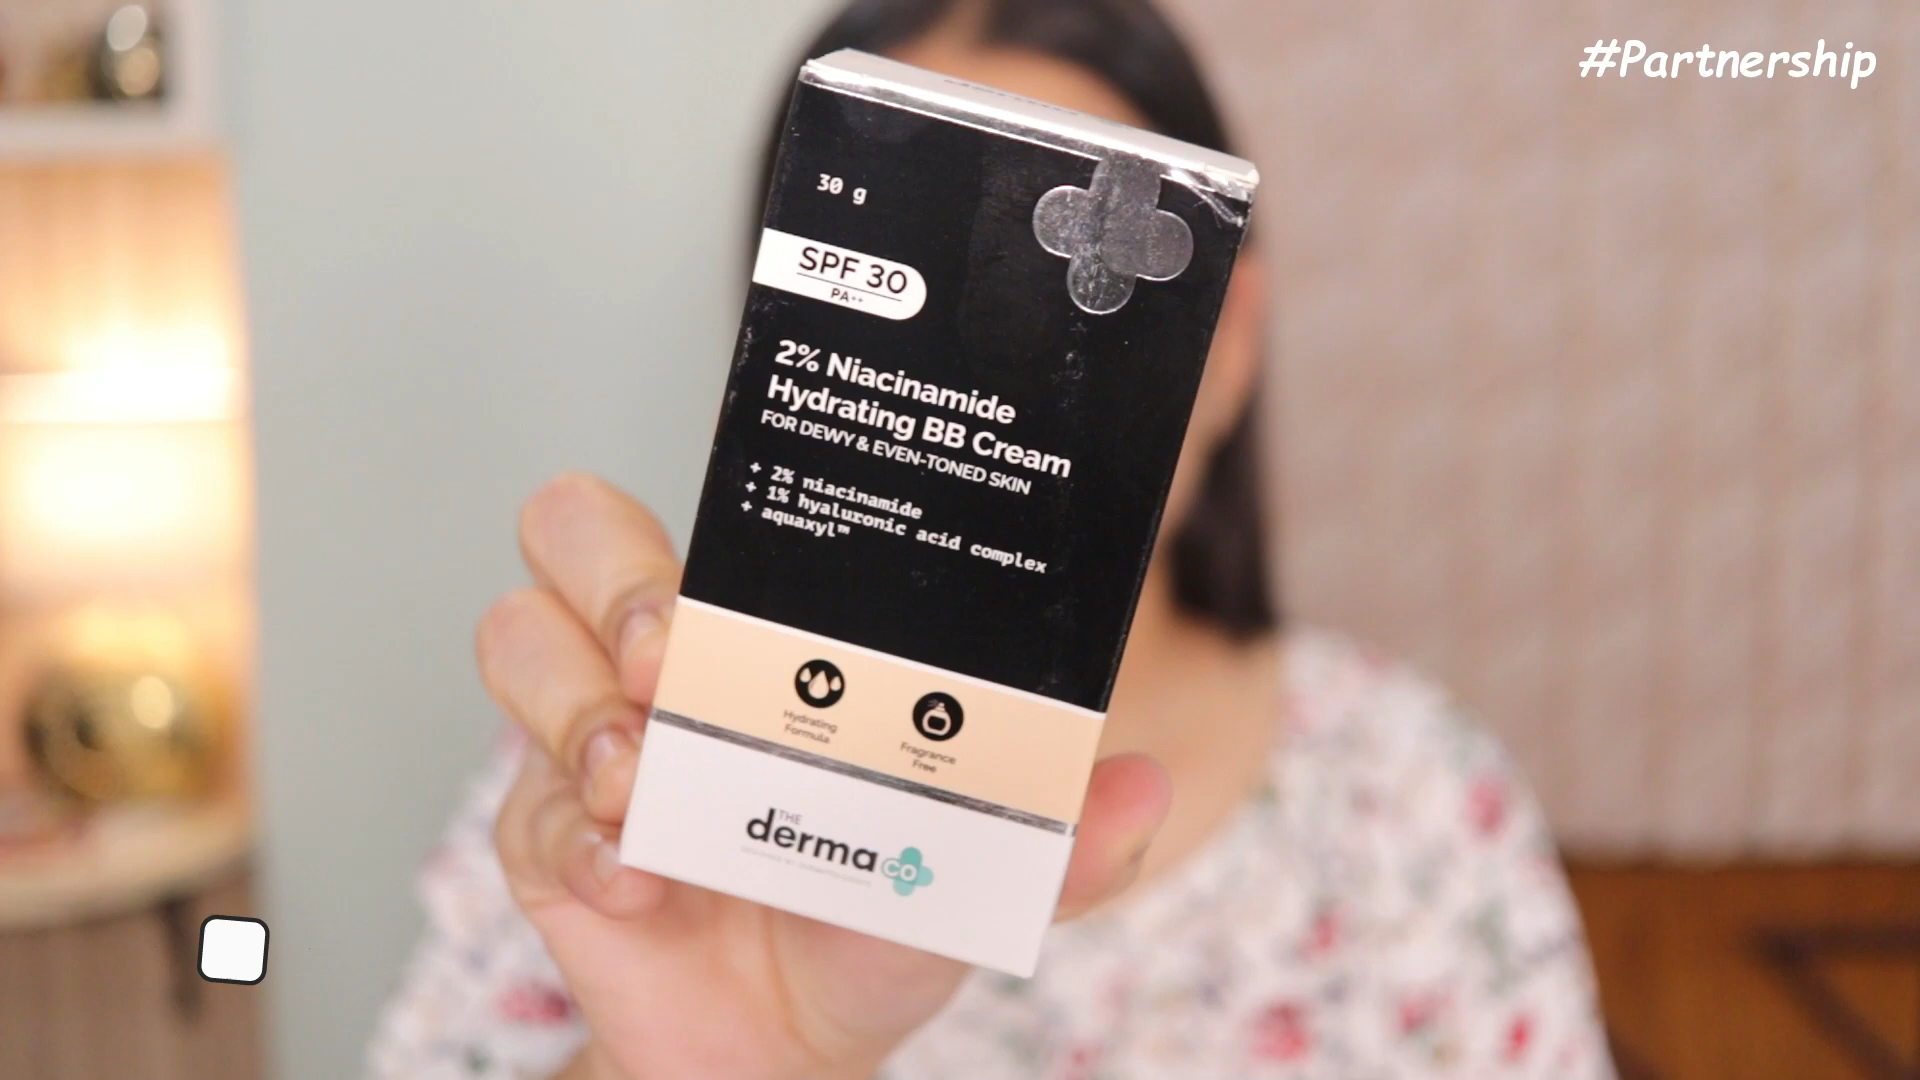 #Partnership
30 g
SPF 30
PA++
2% Niacinamide
Hydrating BB Cream
FOR DEWY & EVEN-TONED SKIN
+ 2% niacinamide
+ 1% hyaluronic acid complex
+ aquaxyl™
Hydrating
Formula
Fragrance
Free
THE
derma co